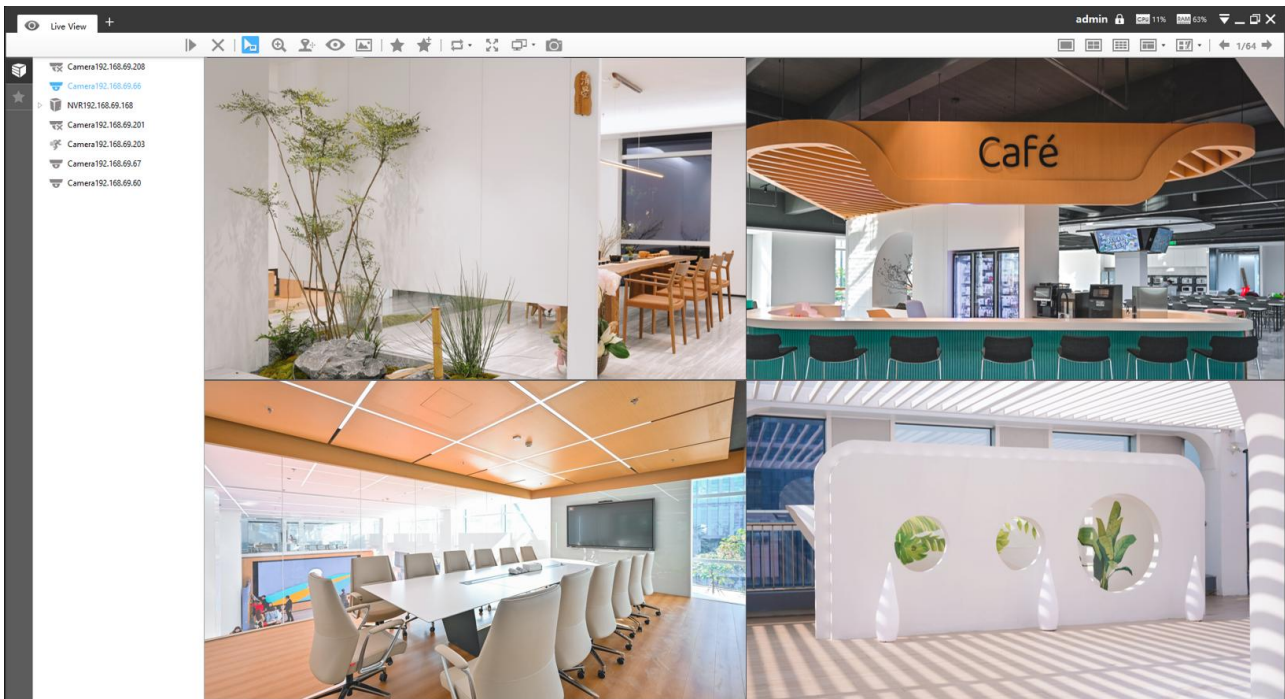 Live View
admin
CPU 11%
RAM 63%
1/64
Camera192.168.69.208
Camera192.168.69.66
NVR192.168.69.168
Camera192.168.69.201
Camera192.168.69.203
Camera192.168.69.67
Camera192.168.69.60
Café